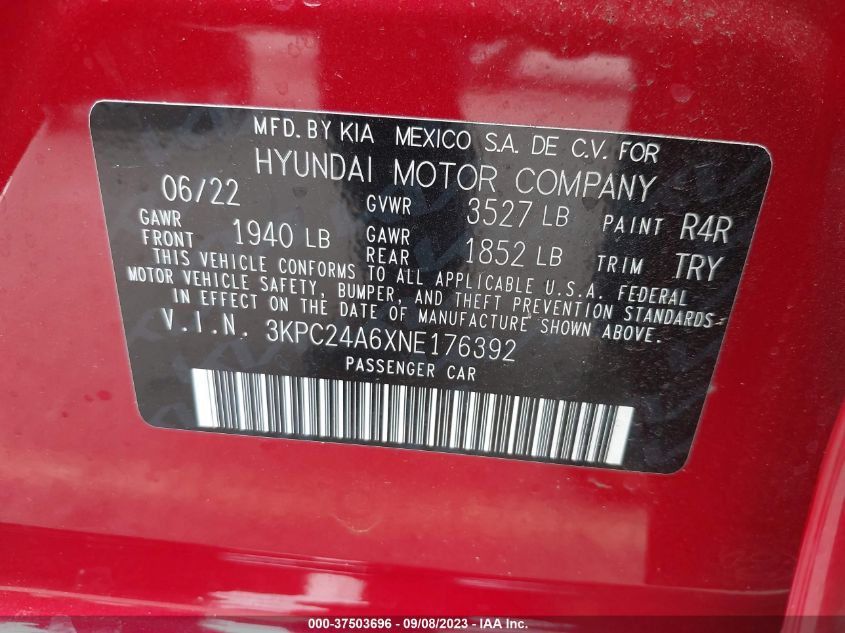 MFD. BY KIA MEXICO S.A. DE C.V. FOR
HYUNDAI MOTOR COMPANY
06/22 GVWR 3527 LB PAINT R4R
GAWR FRONT 1940 LB GAWR REAR 1852 LB TRIM TRY
THIS VEHICLE CONFORMS TO ALL APPLICABLE U.S.A. FEDERAL
MOTOR VEHICLE SAFETY, BUMPER, AND THEFT PREVENTION STANDARDS
IN EFFECT ON THE DATE OF MANUFACTURE SHOWN ABOVE.
V.I.N. 3KPC24A6XNE176392
PASSENGER CAR
000-37503696 - 09/08/2023 - IAA Inc.